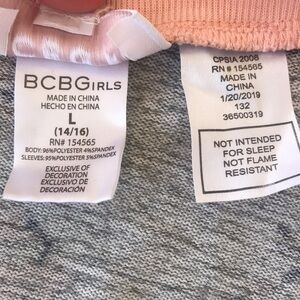 BCBGIRLS
MADE IN CHINA
HECHO EN CHINA
L
(14/16)
RN# 154565
BODY: 96%POLYESTER 4%SPANDEX
SLEEVES: 95%POLYESTER 5%SPANDEX
EXCLUSIVE OF
DECORATION
EXCLUSIVO DE
DECORACIÓN
CPSIA 2008
RN # 154565
MADE IN
CHINA
1/20/2019
132
36500319
NOT INTENDED
FOR SLEEP
NOT FLAME
RESISTANT